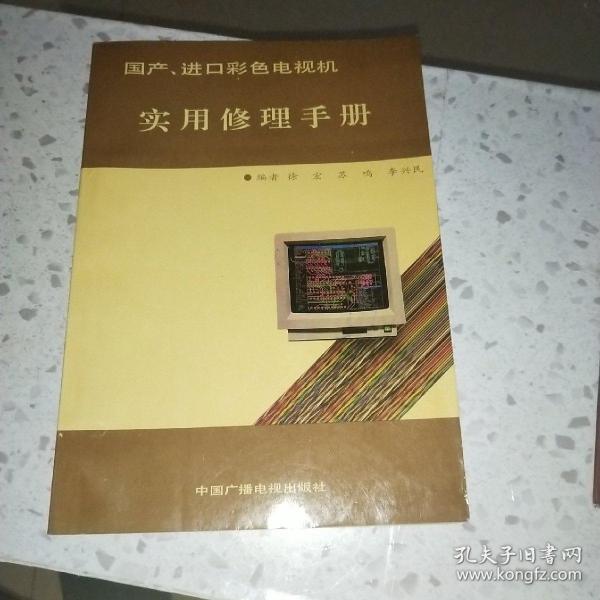 国产、进口彩色电视机
实用修理手册
●编者 徐 宏 苏 鸣 李兴民
中国广播电视出版社
孔夫子旧书网
www.kongfz.com